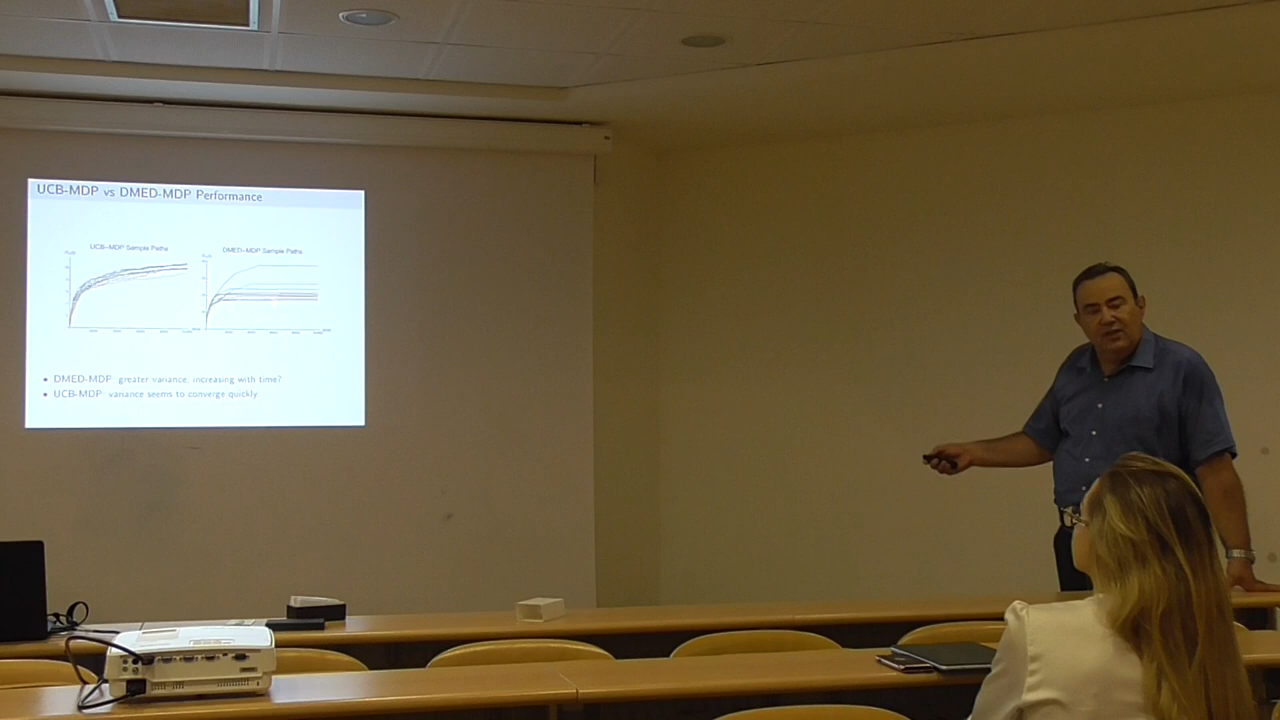 UCB-MDP vs DMED-MDP Performance
UCB-MDP Sample Paths
DMED-MDP Sample Paths
• DMED-MDP greater variance, increasing with time?
• UCB-MDP variance seems to converge quickly